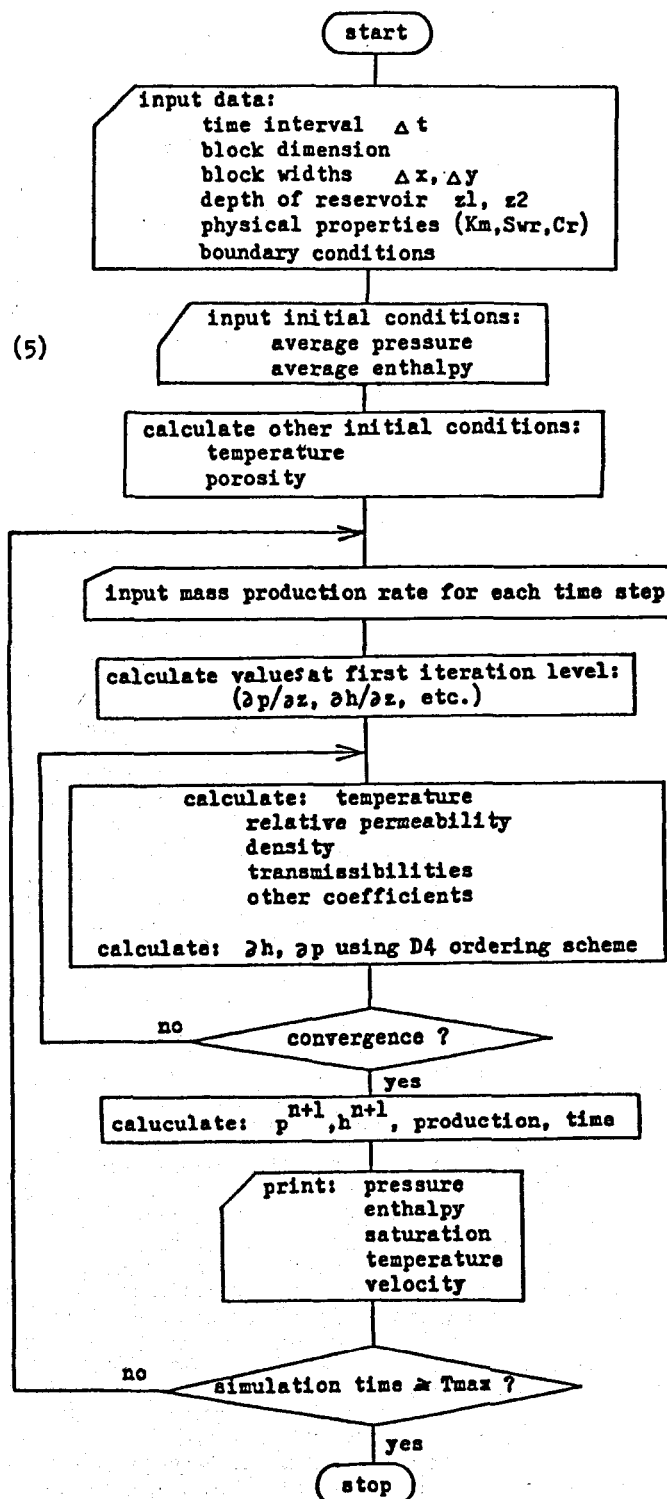 start
input data:
time interval Δt
block dimension
block widths Δx, Δy
depth of reservoir z1, z2
physical properties (Km,Swr,Cr)
boundary conditions
(5)
input initial conditions:
average pressure
average enthalpy
calculate other initial conditions:
temperature
porosity
input mass production rate for each time step
calculate values at first iteration level:
(∂p/∂z, ∂h/∂z, etc.)
calculate: temperature
relative permeability
density
transmissibilities
other coefficients
calculate: ∂h, ∂p using D4 ordering scheme
no
convergence ?
yes
caluculate: p^n+1, h^n+1, production, time
print: pressure
enthalpy
saturation
temperature
velocity
no
simulation time ≥ Tmax ?
yes
stop